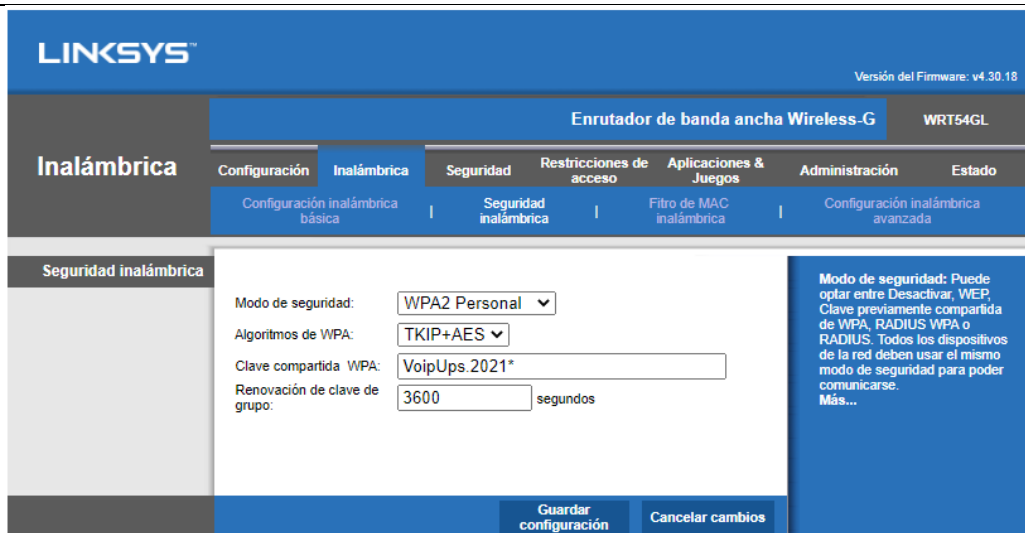 LINKSYS™
Versión del Firmware: v4.30.18
Enrutador de banda ancha Wireless-G
WRT54GL
Inalámbrica
Configuración
Inalámbrica
Seguridad
Restricciones de
acceso
Aplicaciones &
Juegos
Administración
Estado
Configuración inalámbrica
básica
|
Seguridad
inalámbrica
|
Fitro de MAC
inalámbrica
|
Configuración inalámbrica
avanzada
Seguridad inalámbrica
Modo de seguridad:
WPA2 Personal
Algoritmos de WPA:
TKIP+AES
Clave compartida WPA:
VoipUps.2021*
Renovación de clave de
grupo:
3600
segundos
Modo de seguridad: Puede
optar entre Desactivar, WEP,
Clave previamente compartida
de WPA, RADIUS WPA o
RADIUS. Todos los dispositivos
de la red deben usar el mismo
modo de seguridad para poder
comunicarse.
Más...
Guardar
configuración
Cancelar cambios